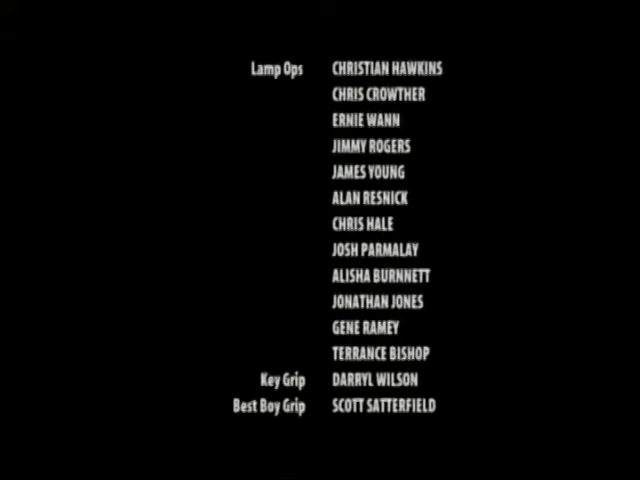 Lamp Ops CHRISTIAN HAWKINS
CHRIS CROWTHER
ERNIE WANN
JIMMY ROGERS
JAMES YOUNG
ALAN RESNICK
CHRIS HALE
JOSH PARMALAY
ALISHA BURNNETT
JONATHAN JONES
GENE RAMEY
TERRANCE BISHOP
Key Grip DARRYL WILSON
Best Boy Grip SCOTT SATTERFIELD